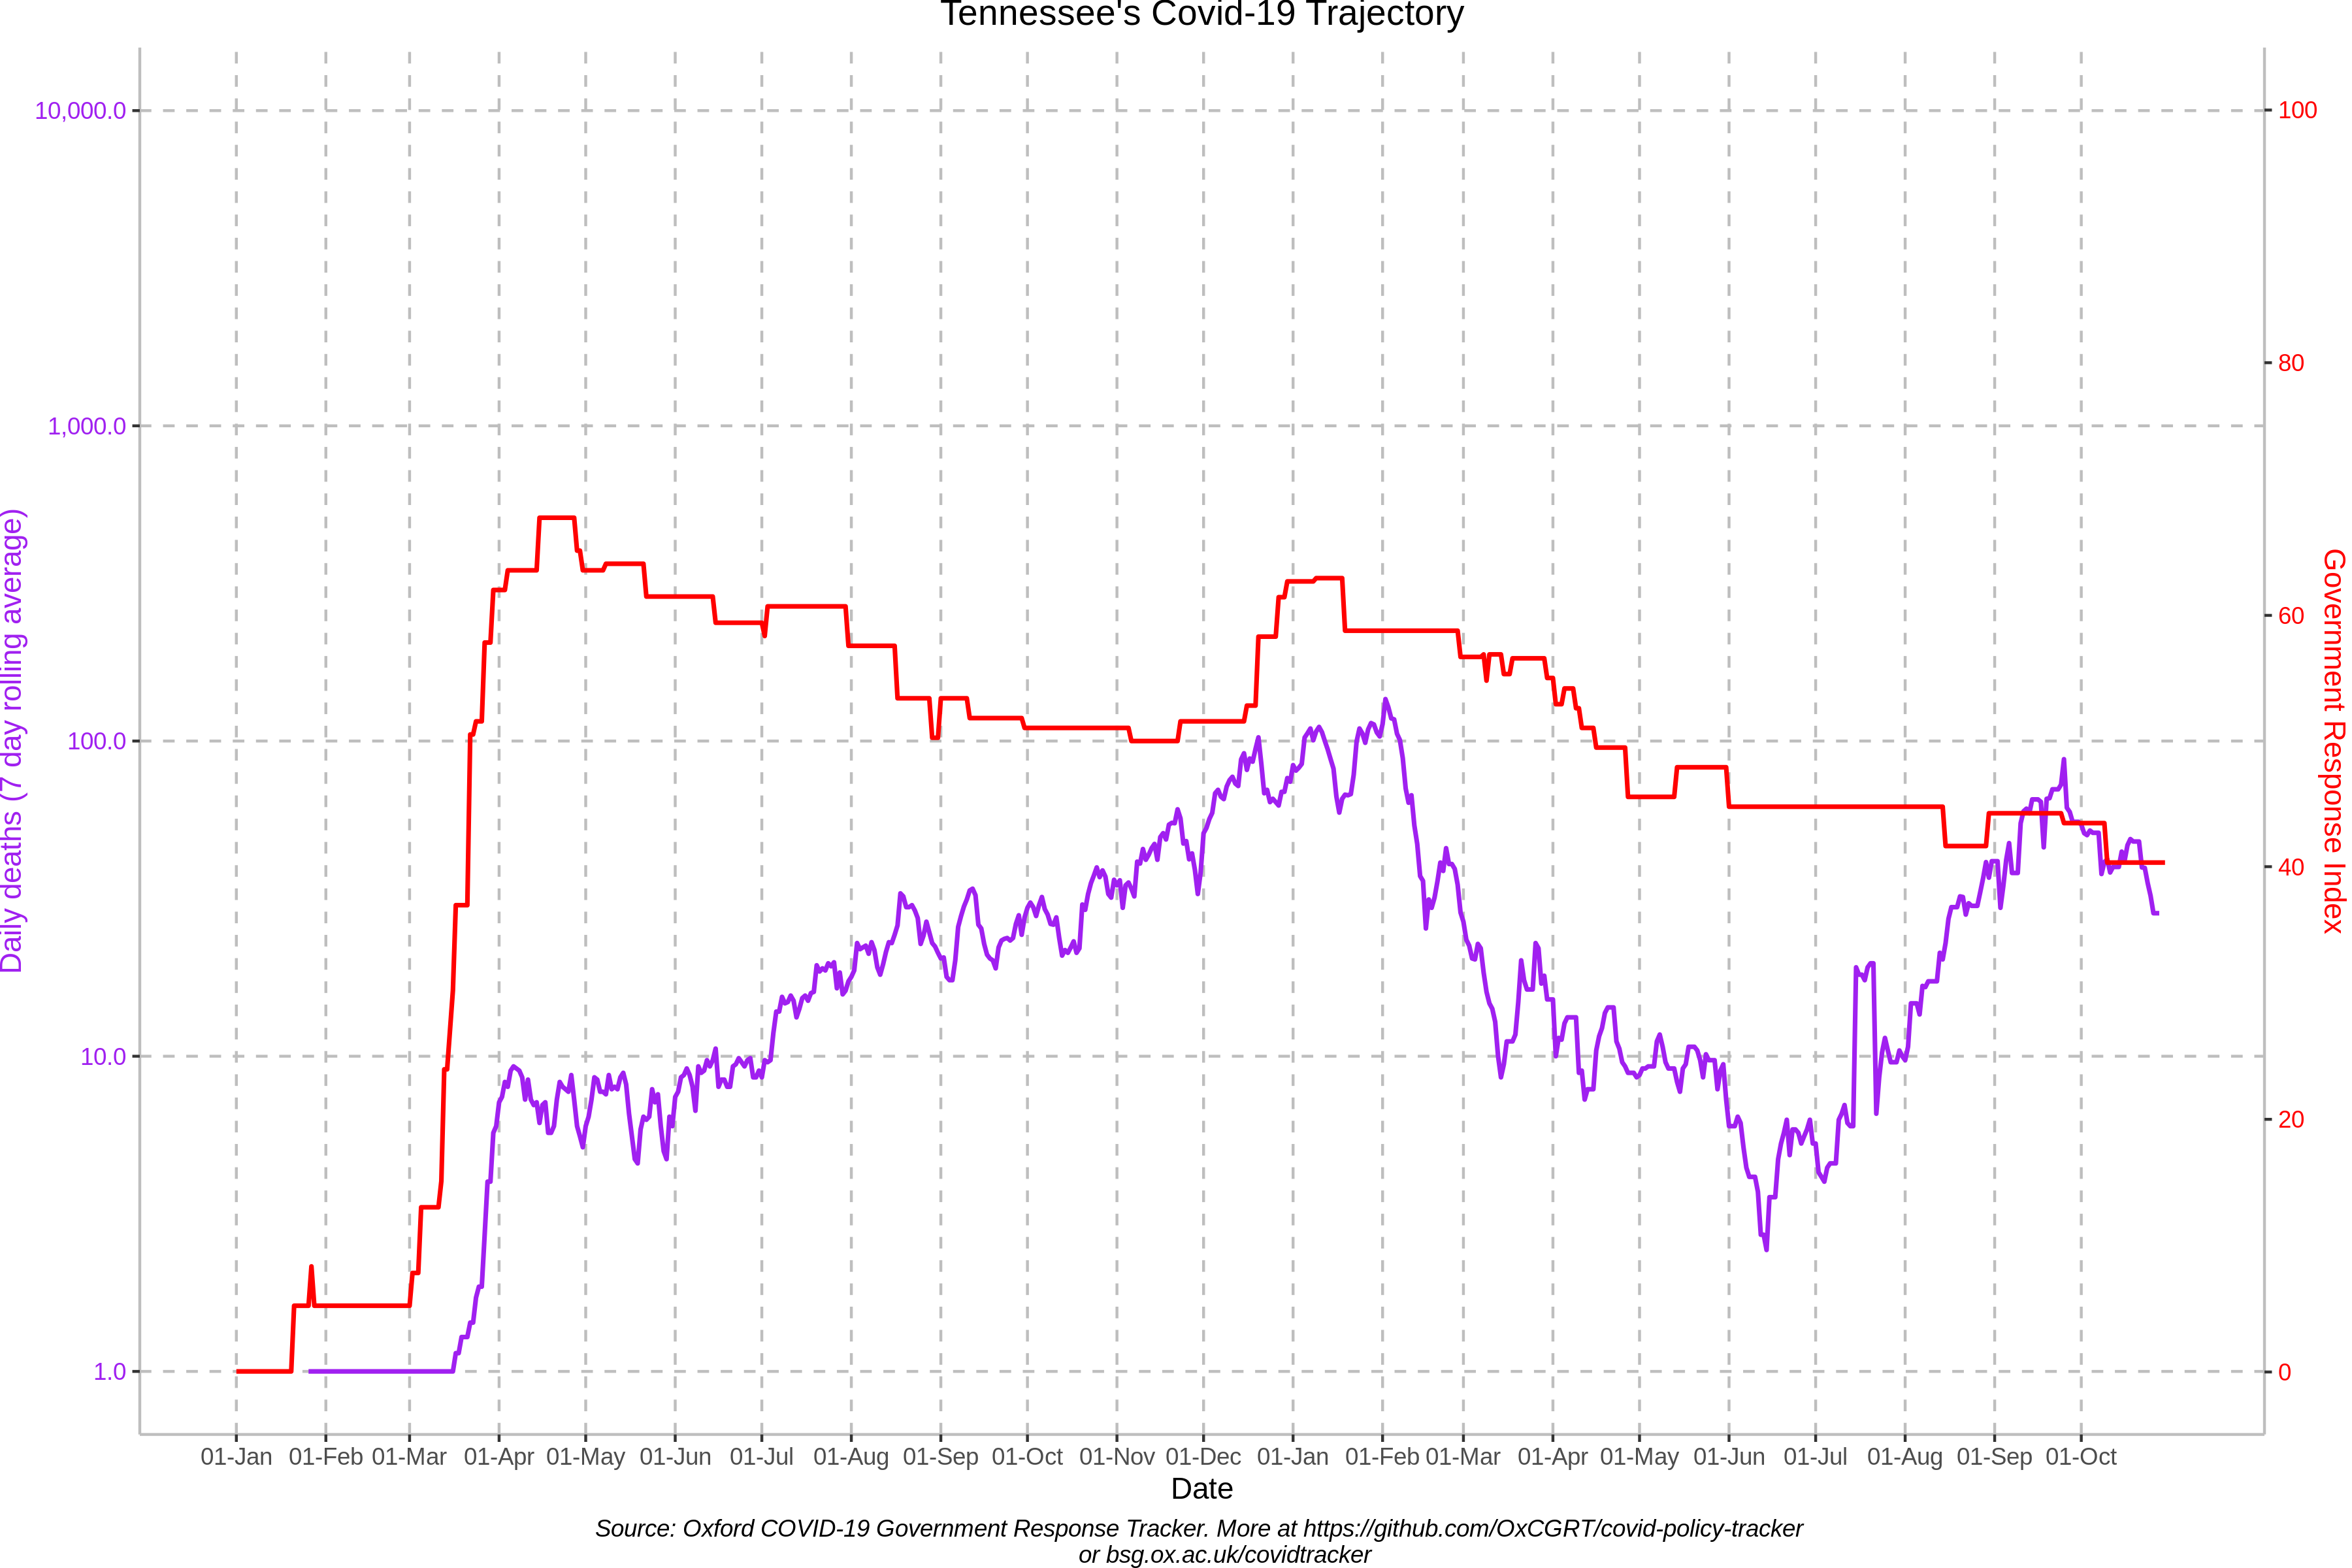 Tennessee's Covid-19 Trajectory
10,000.0
1,000.0
100.0
10.0
1.0
Daily deaths (7 day rolling average)
100
80
60
40
20
0
Government Response Index
01-Jan 01-Feb 01-Mar 01-Apr 01-May 01-Jun 01-Jul 01-Aug 01-Sep 01-Oct 01-Nov 01-Dec 01-Jan 01-Feb 01-Mar 01-Apr 01-May 01-Jun 01-Jul 01-Aug 01-Sep 01-Oct
Date
Source: Oxford COVID-19 Government Response Tracker. More at https://github.com/OxCGRT/covid-policy-tracker
or bsg.ox.ac.uk/covidtracker